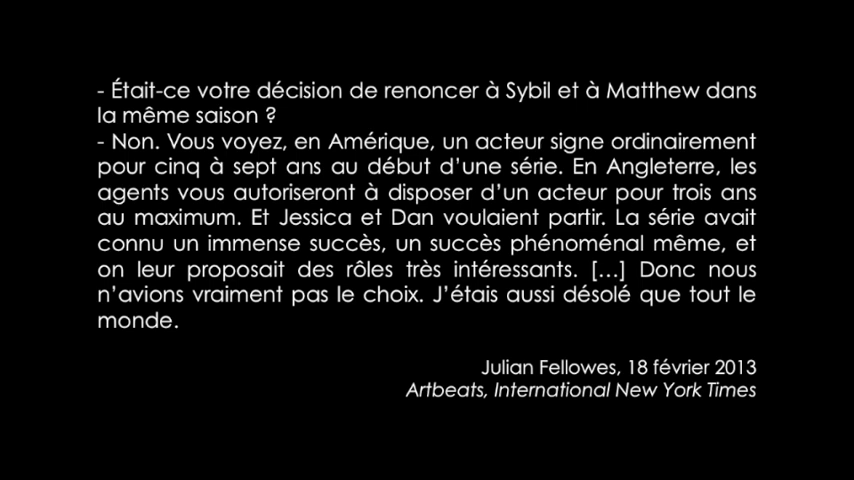 - Était-ce votre décision de renoncer à Sybil et à Matthew dans
la même saison ?
- Non. Vous voyez, en Amérique, un acteur signe ordinairement
pour cinq à sept ans au début d’une série. En Angleterre, les
agents vous autoriseront à disposer d’un acteur pour trois ans
au maximum. Et Jessica et Dan voulaient partir. La série avait
connu un immense succès, un succès phénoménal même, et
on leur proposait des rôles très intéressants. [...] Donc nous
n’avions vraiment pas le choix. J’étais aussi désolé que tout le
monde.
Julian Fellowes, 18 février 2013
Artbeats, International New York Times